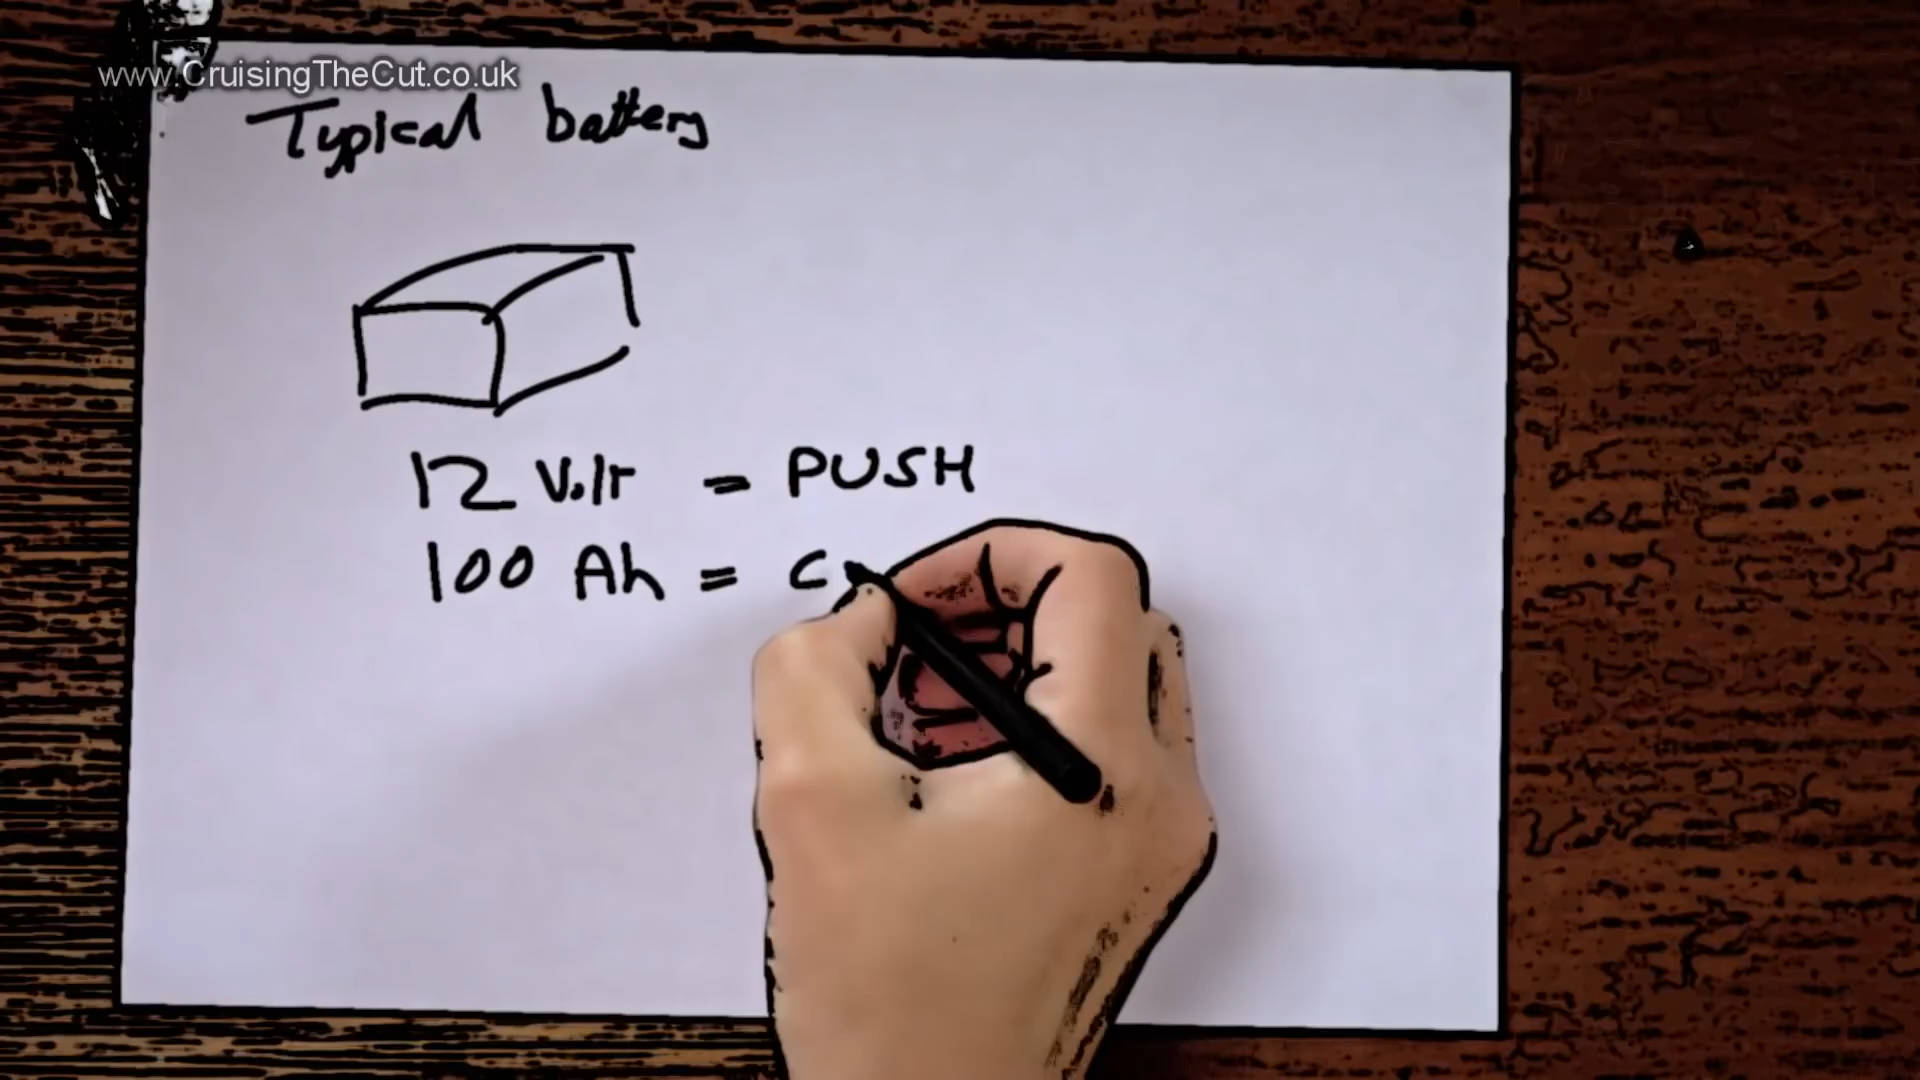 www.CruisingTheCut.co.uk
Typical battery
12 Volt = PUSH
100 Ah = C